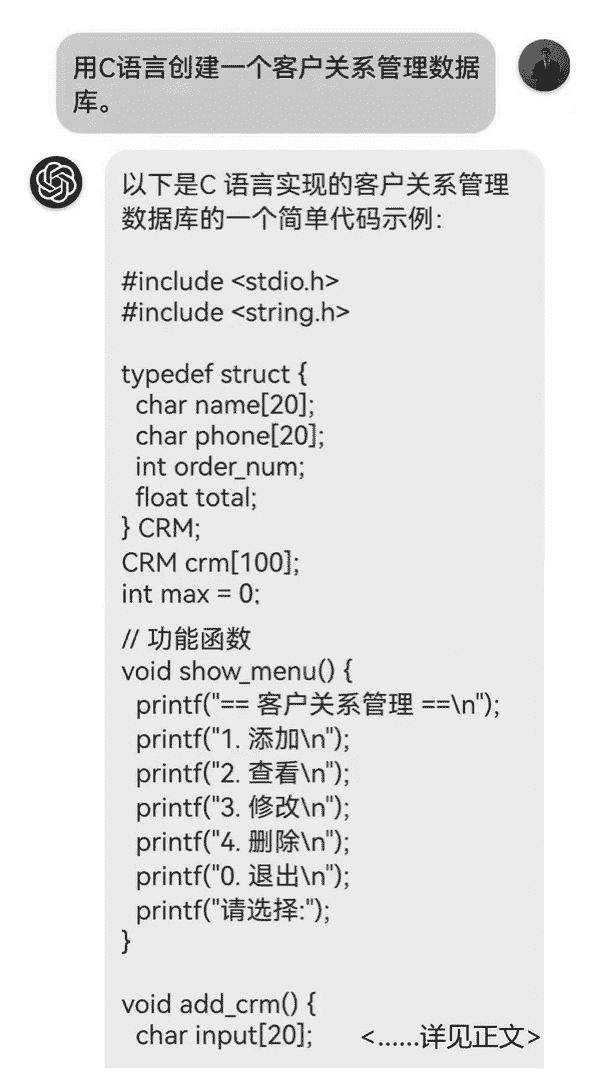 用C语言创建一个客户关系管理数据
库。
以下是C 语言实现的客户关系管理
数据库的一个简单代码示例：
#include <stdio.h>
#include <string.h>
typedef struct {
  char name[20];
  char phone[20];
  int order_num;
  float total;
} CRM;
CRM crm[100];
int max = 0;
// 功能函数
void show_menu() {
  printf("== 客户关系管理 ==\n");
  printf("1. 添加\n");
  printf("2. 查看\n");
  printf("3. 修改\n");
  printf("4. 删除\n");
  printf("0. 退出\n");
  printf("请选择:");
}
void add_crm() {
  char input[20];    <......详见正文>